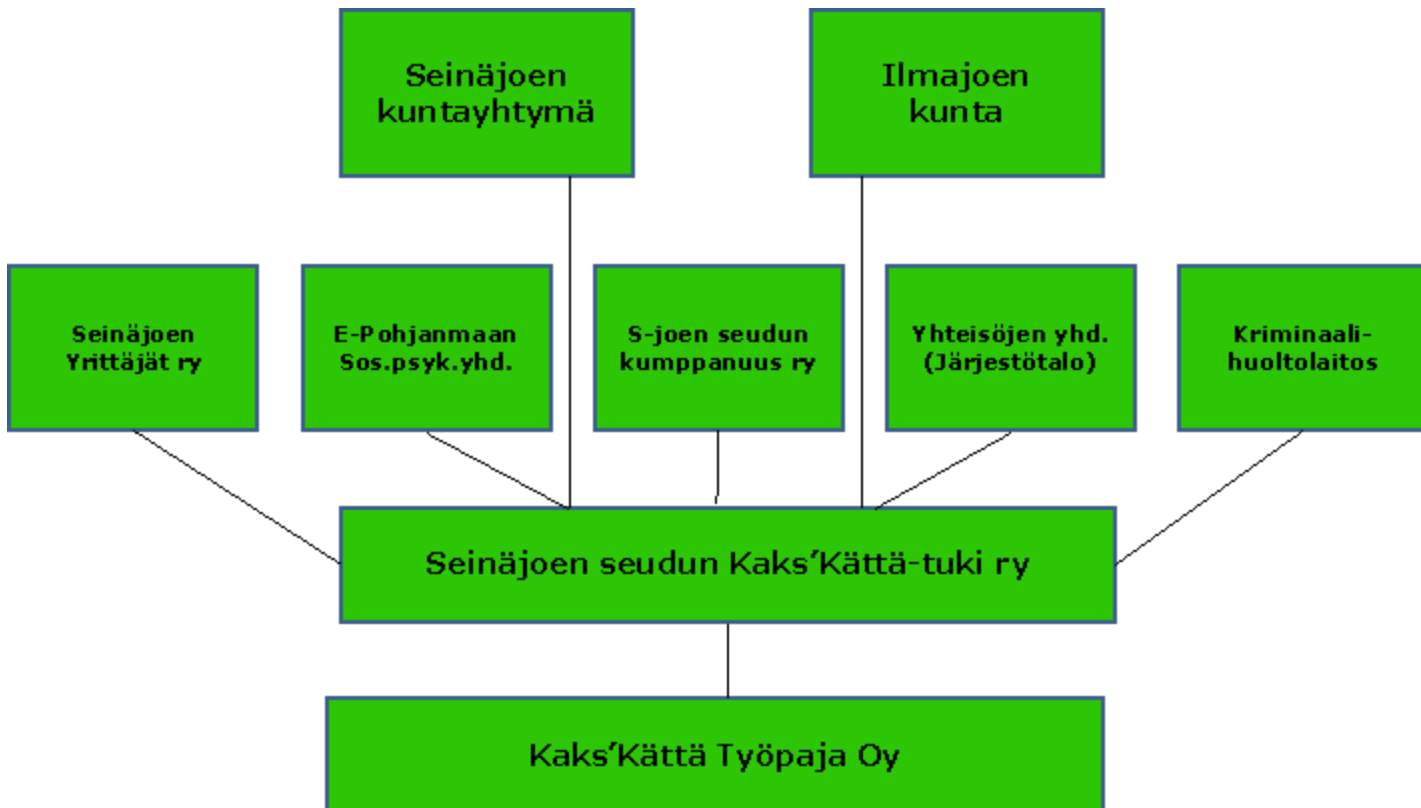 Seinäjoen
kuntayhtymä
Ilmajoen
kunta
Seinäjoen
Yrittäjät ry
E-Pohjanmaan
Sos.psyk.yhd.
S-joen seudun
kumppanuus ry
Yhteisöjen yhd.
(Järjestötalo)
Kriminaali-
huoltolaitos
Seinäjoen seudun Kaks’Kättä-tuki ry
Kaks’Kättä Työpaja Oy